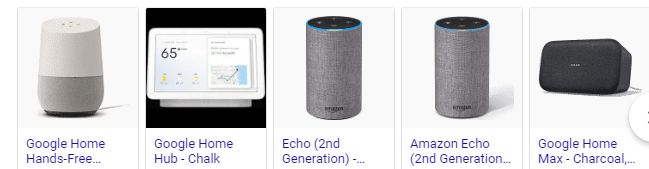 65°
amazon
amazon
Google Home
Hands-Free...
Google Home
Hub - Chalk
Echo (2nd
Generation) -...
Amazon Echo
(2nd Generation...
Google Home
Max - Charcoal,...